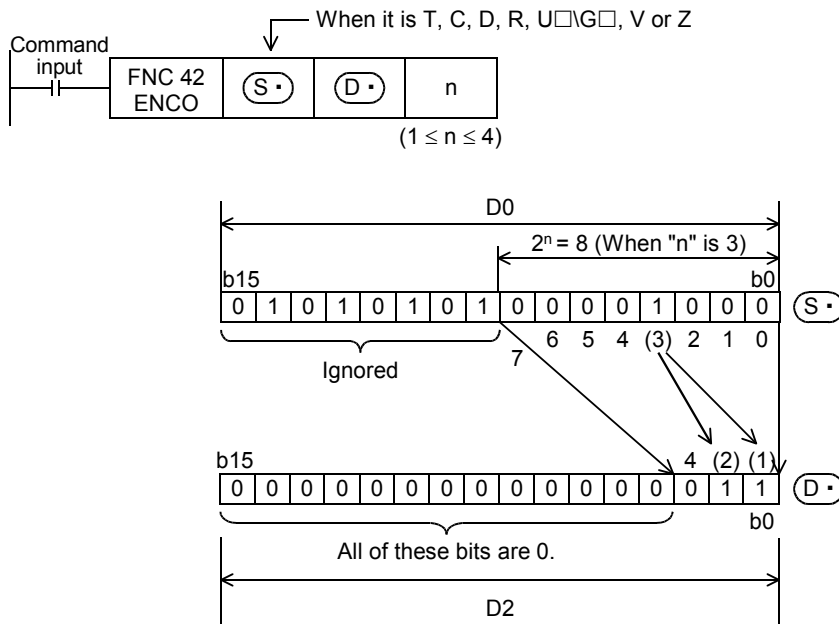 When it is T, C, D, R, U□\G□, V or Z
Command
input
FNC 42
ENCO
S·
D·
n
(1 ≤ n ≤ 4)
D0
2ⁿ = 8 (When "n" is 3)
b15 b0
0 1 0 1 0 1 0 1 0 0 0 0 1 0 0 0 S·
7 6 5 4 (3) 2 1 0
Ignored
b15 4 (2) (1)
0 0 0 0 0 0 0 0 0 0 0 0 0 0 1 1 D·
b0
All of these bits are 0.
D2